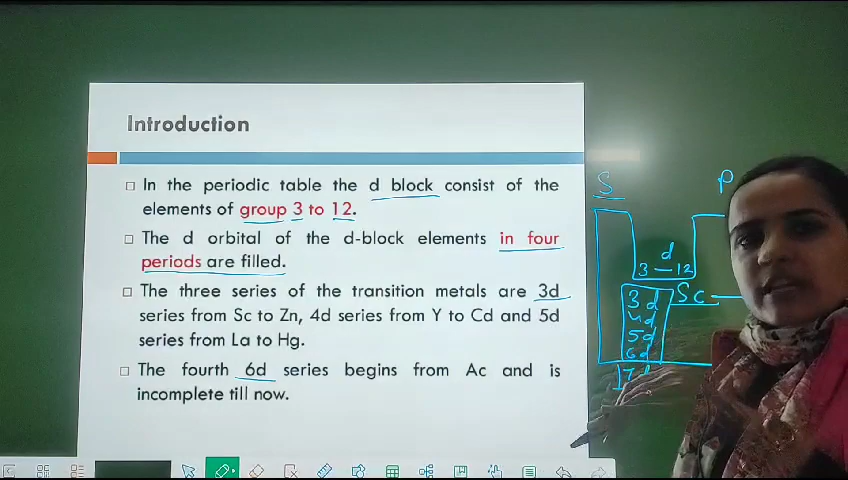 Introduction
In the periodic table the d block consist of the
elements of group 3 to 12.
The d orbital of the d-block elements in four
periods are filled.
The three series of the transition metals are 3d
series from Sc to Zn, 4d series from Y to Cd and 5d
series from La to Hg.
The fourth 6d series begins from Ac and is
incomplete till now.
S
P
d
3 — 12
3d Sc —
4d
5d
6d
7d